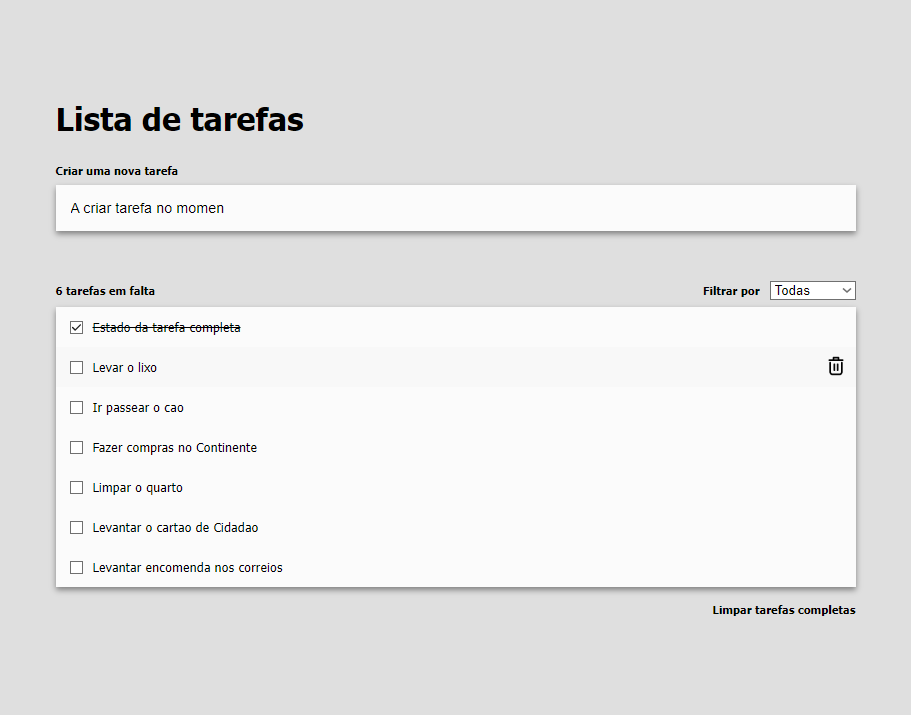 Lista de tarefas
Criar uma nova tarefa
A criar tarefa no momen
6 tarefas em falta
Filtrar por Todas
Estado da tarefa completa
Levar o lixo
Ir passear o cao
Fazer compras no Continente
Limpar o quarto
Levantar o cartao de Cidadao
Levantar encomenda nos correios
Limpar tarefas completas